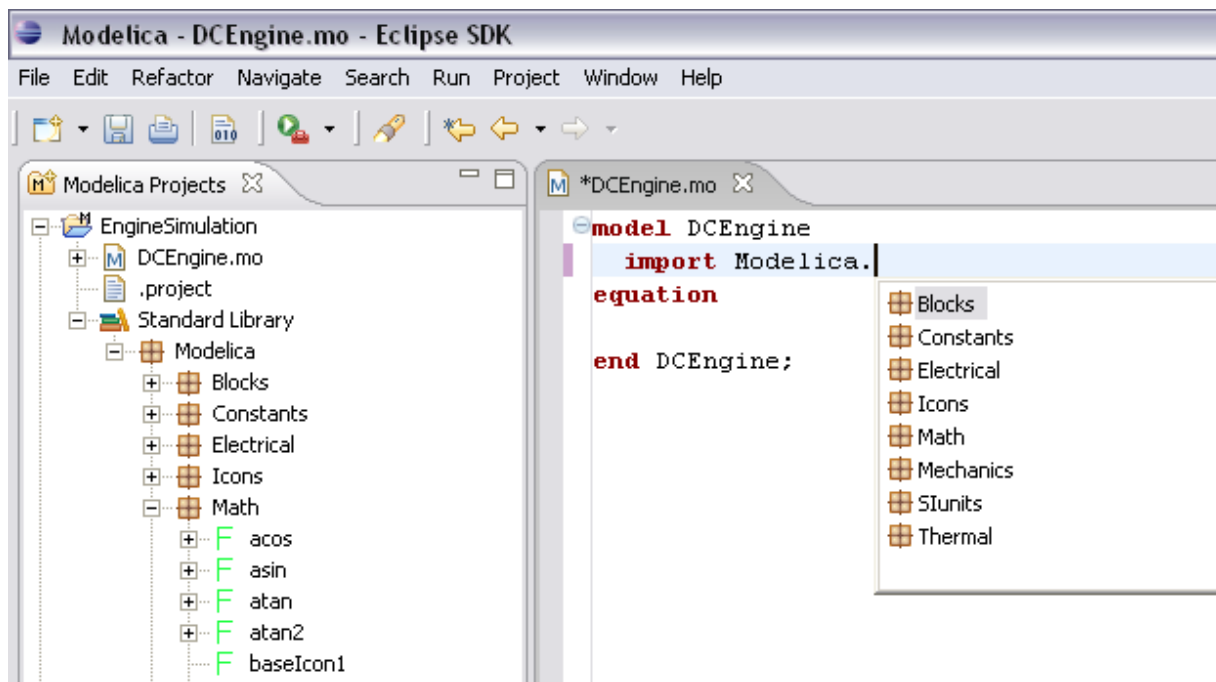 Modelica - DCEngine.mo - Eclipse SDK
File Edit Refactor Navigate Search Run Project Window Help
010
Modelica Projects
EngineSimulation
DCEngine.mo
.project
Standard Library
Modelica
Blocks
Constants
Electrical
Icons
Math
acos
asin
atan
atan2
baseIcon1
*DCEngine.mo
model DCEngine
import Modelica.
equation
end DCEngine;
Blocks
Constants
Electrical
Icons
Math
Mechanics
SIunits
Thermal